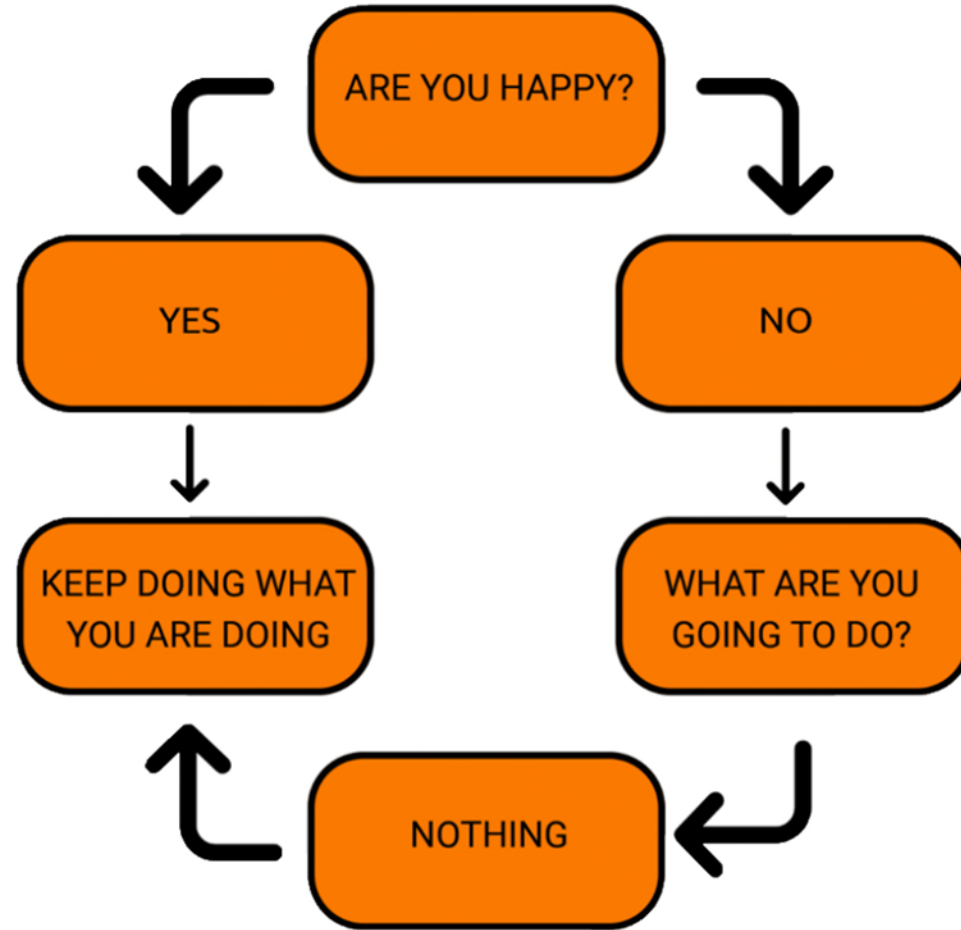 ARE YOU HAPPY?
YES
NO
KEEP DOING WHAT
YOU ARE DOING
WHAT ARE YOU
GOING TO DO?
NOTHING